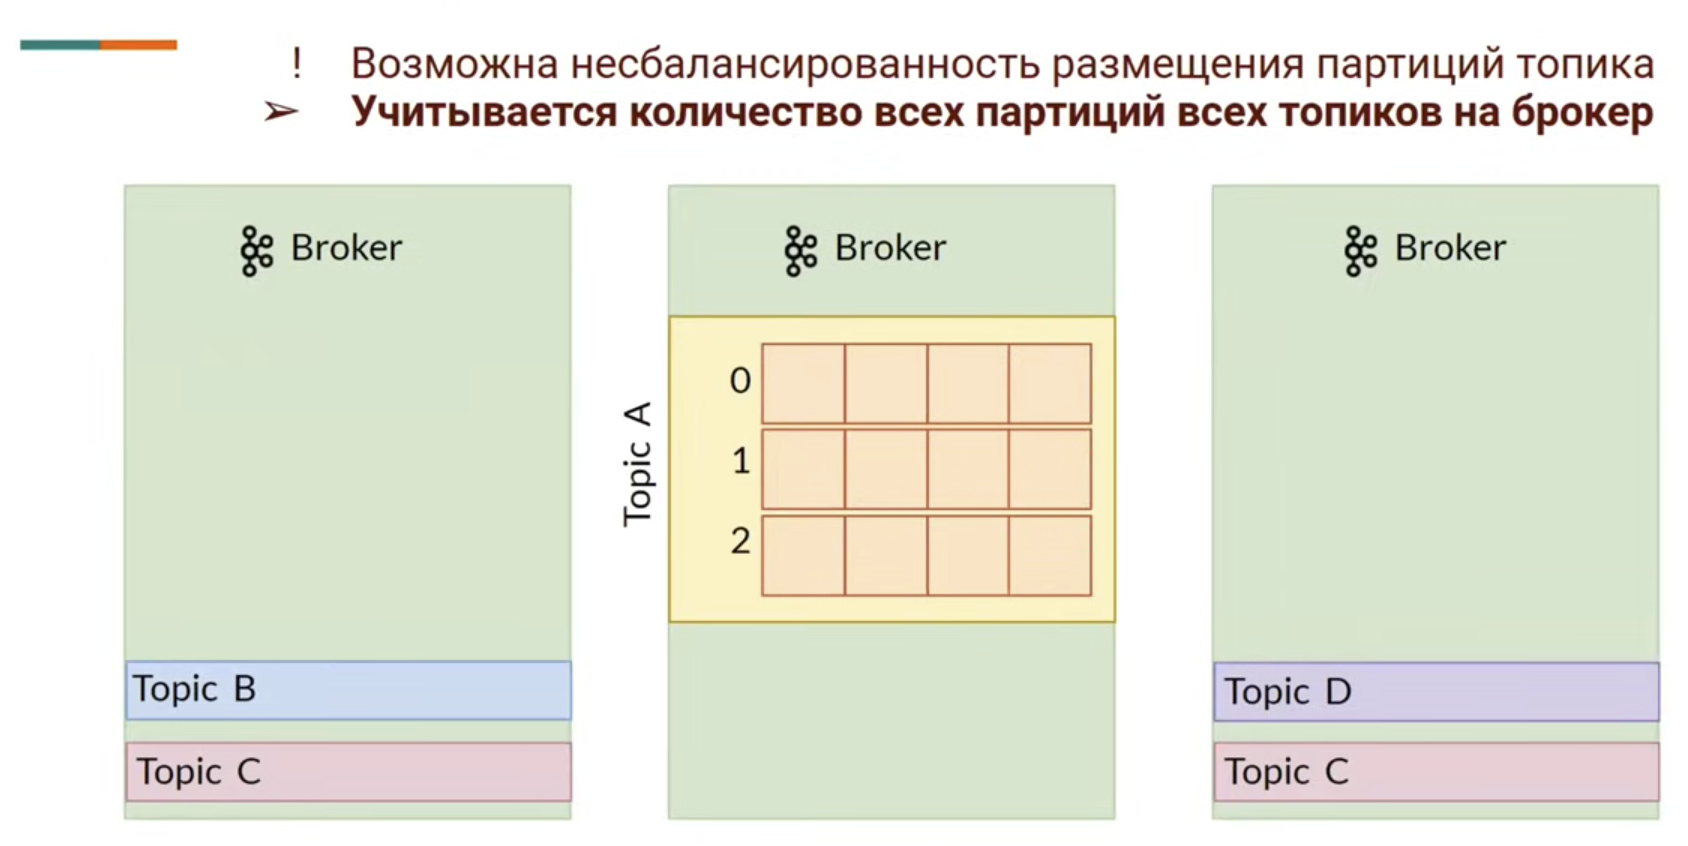 ! Возможна несбалансированность размещения партиций топика
➢ Учитывается количество всех партиций всех топиков на брокер
Broker
Broker
Broker
Topic A
0
1
2
Topic B
Topic C
Topic D
Topic C